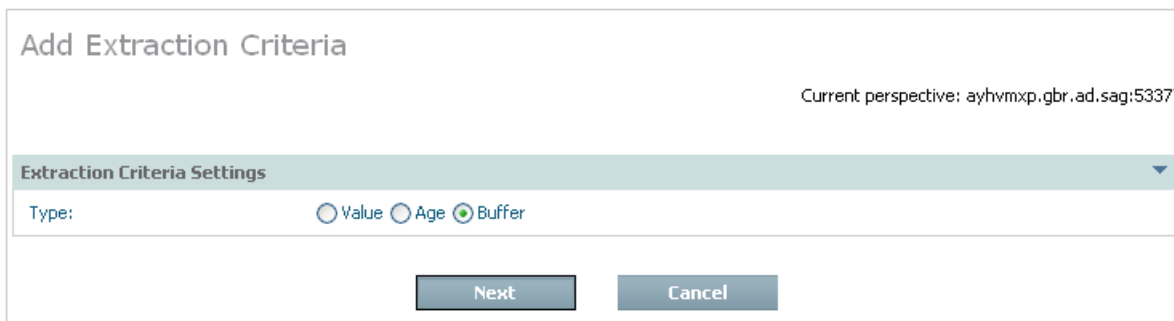 Add Extraction Criteria
Current perspective: ayhvmxp.gbr.ad.sag:5337
Extraction Criteria Settings
Type: Value Age Buffer
Next Cancel